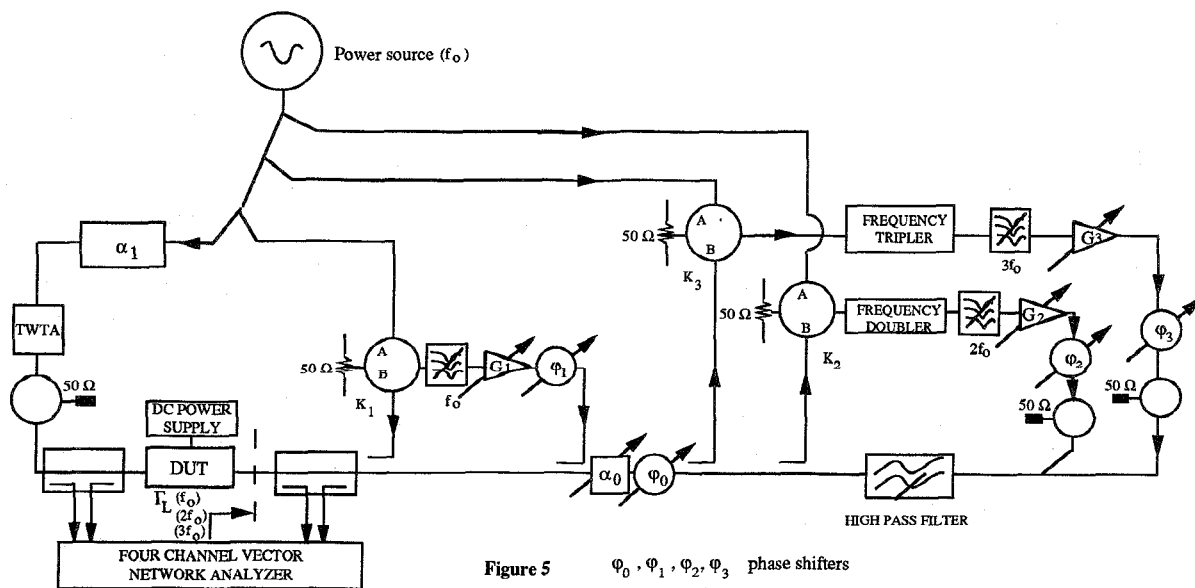 Power source (f₀)
α₁
TWTA
50 Ω
DC POWER
SUPPLY
DUT
Γ_L (f₀)
(2f₀)
(3f₀)
FOUR CHANNEL VECTOR
NETWORK ANALYZER
50 Ω
A
B
K₁
f₀
G1
φ₁
α₀
φ₀
50 Ω
A
B
K₃
FREQUENCY
TRIPLER
3f₀
G3
φ₃
50 Ω
A
B
K₂
FREQUENCY
DOUBLER
2f₀
G2
φ₂
50 Ω
50 Ω
HIGH PASS FILTER
Figure 5 φ₀ , φ₁ , φ₂, φ₃ phase shifters